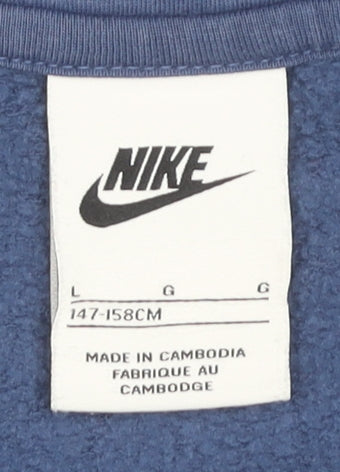 NIKE
L G G
147-158CM
MADE IN CAMBODIA
FABRIQUE AU
CAMBODGE